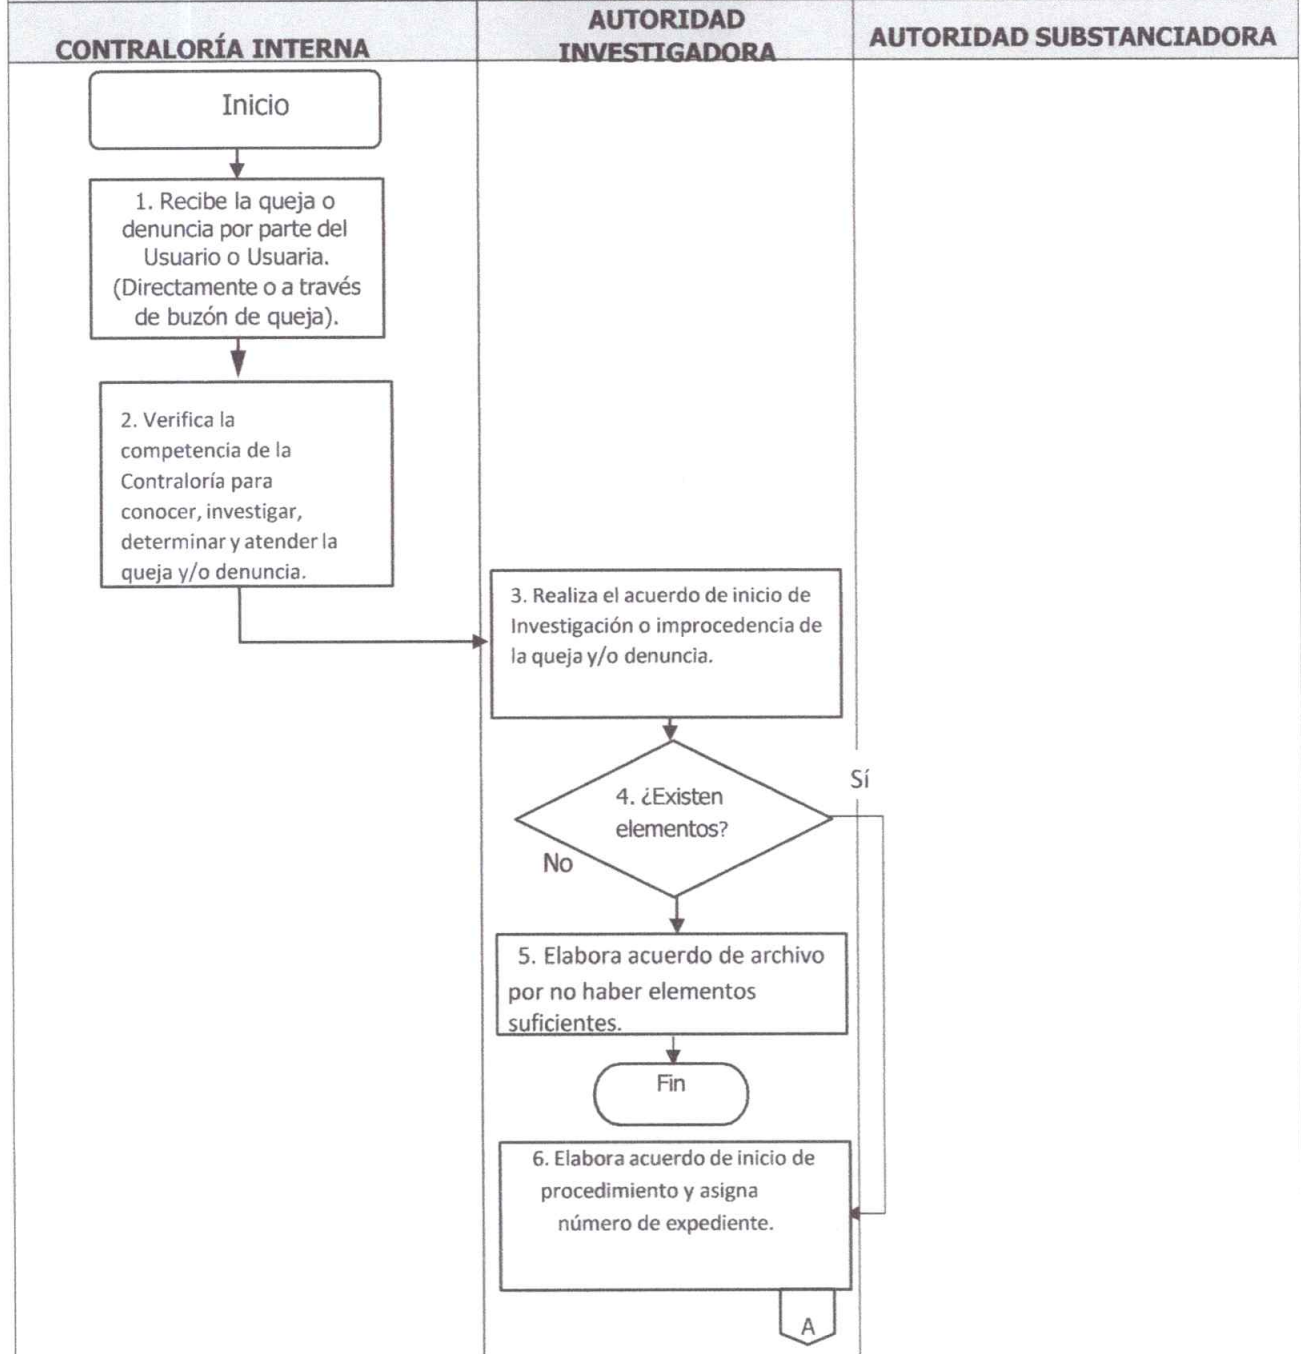 CONTRALORÍA INTERNA
AUTORIDAD
INVESTIGADORA
AUTORIDAD SUBSTANCIADORA
Inicio
1. Recibe la queja o
denuncia por parte del
Usuario o Usuaria.
(Directamente o a través
de buzón de queja).
2. Verifica la
competencia de la
Contraloría para
conocer, investigar,
determinar y atender la
queja y/o denuncia.
3. Realiza el acuerdo de inicio de
Investigación o improcedencia de
la queja y/o denuncia.
4. ¿Existen
elementos?
Sí
No
5. Elabora acuerdo de archivo
por no haber elementos
suficientes.
Fin
6. Elabora acuerdo de inicio de
procedimiento y asigna
número de expediente.
A